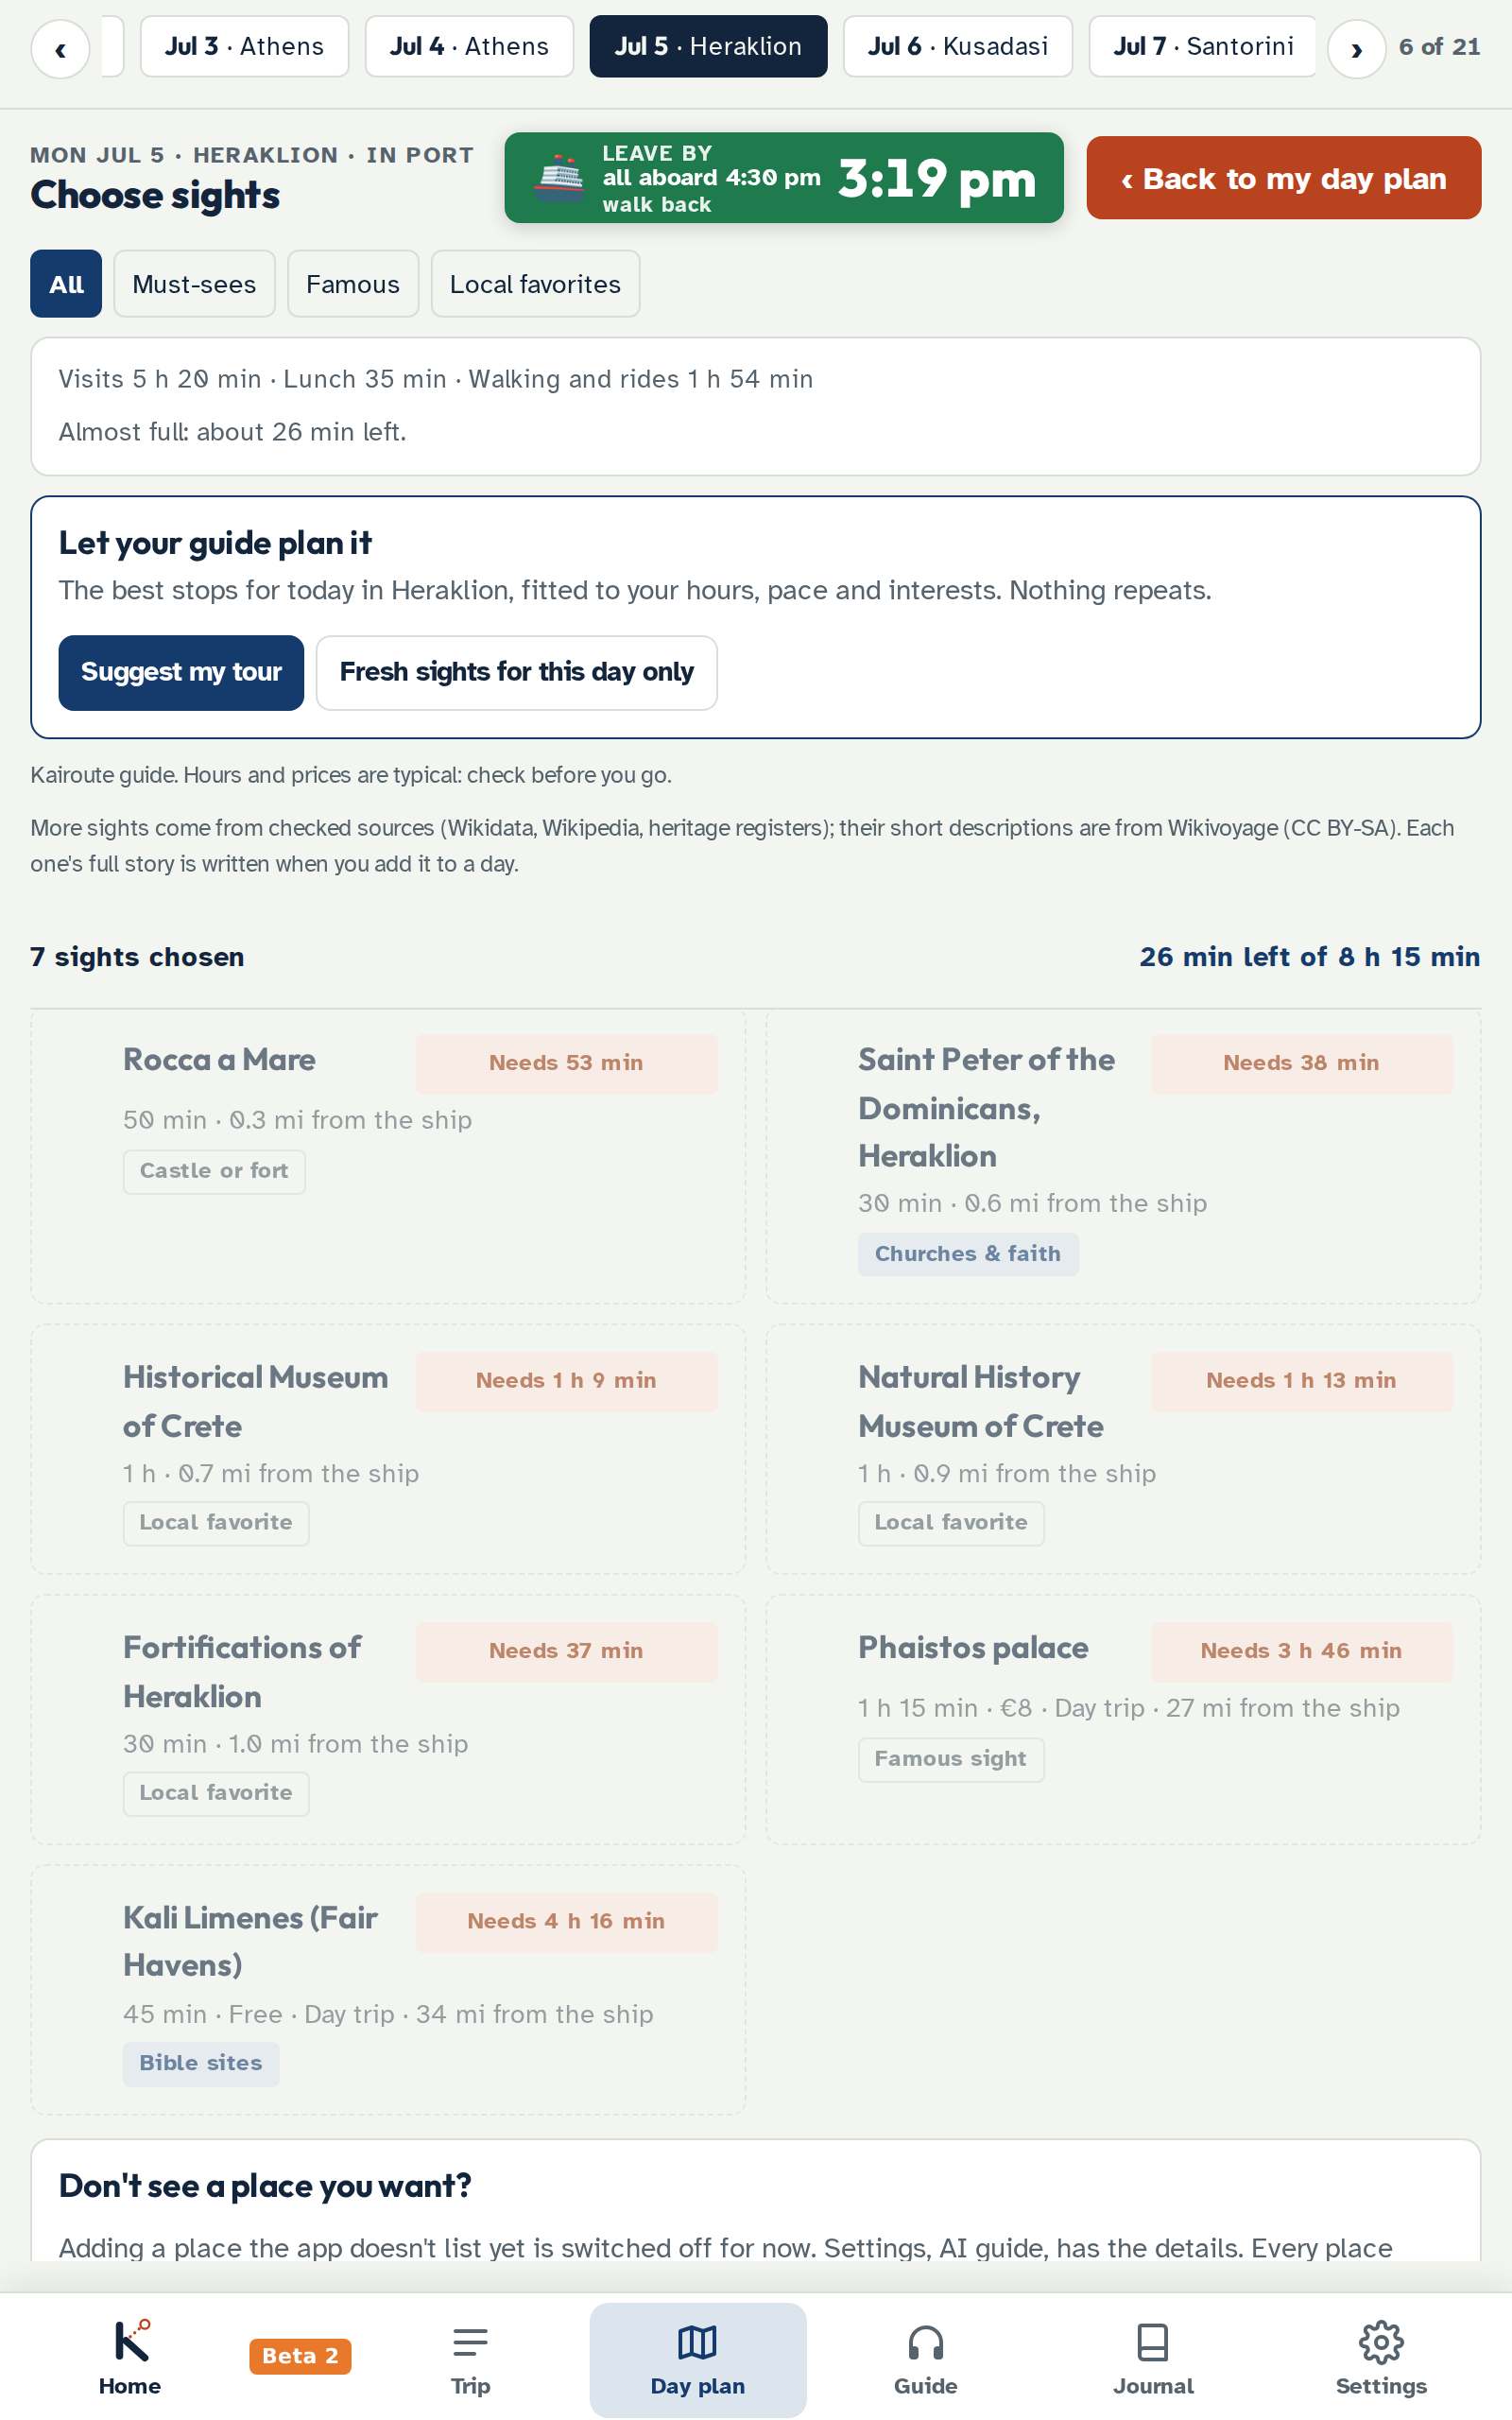 ‹
Jul 3 · Athens
Jul 4 · Athens
Jul 5 · Heraklion
Jul 6 · Kusadasi
Jul 7 · Santorini
›
6 of 21
MON JUL 5 · HERAKLION · IN PORT
Choose sights
LEAVE BY
all aboard 4:30 pm
walk back
3:19 pm
‹ Back to my day plan
All
Must-sees
Famous
Local favorites
Visits 5 h 20 min · Lunch 35 min · Walking and rides 1 h 54 min
Almost full: about 26 min left.
Let your guide plan it
The best stops for today in Heraklion, fitted to your hours, pace and interests. Nothing repeats.
Suggest my tour
Fresh sights for this day only
Kairoute guide. Hours and prices are typical: check before you go.
More sights come from checked sources (Wikidata, Wikipedia, heritage registers); their short descriptions are from Wikivoyage (CC BY-SA). Each
one's full story is written when you add it to a day.
7 sights chosen
26 min left of 8 h 15 min
Rocca a Mare
Needs 53 min
50 min · 0.3 mi from the ship
Castle or fort
Saint Peter of the
Dominicans,
Heraklion
Needs 38 min
30 min · 0.6 mi from the ship
Churches & faith
Historical Museum
of Crete
Needs 1 h 9 min
1 h · 0.7 mi from the ship
Local favorite
Natural History
Museum of Crete
Needs 1 h 13 min
1 h · 0.9 mi from the ship
Local favorite
Fortifications of
Heraklion
Needs 37 min
30 min · 1.0 mi from the ship
Local favorite
Phaistos palace
Needs 3 h 46 min
1 h 15 min · €8 · Day trip · 27 mi from the ship
Famous sight
Kali Limenes (Fair
Havens)
Needs 4 h 16 min
45 min · Free · Day trip · 34 mi from the ship
Bible sites
Don't see a place you want?
Adding a place the app doesn't list yet is switched off for now. Settings, AI guide, has the details. Every place
Home
Beta 2
Trip
Day plan
Guide
Journal
Settings